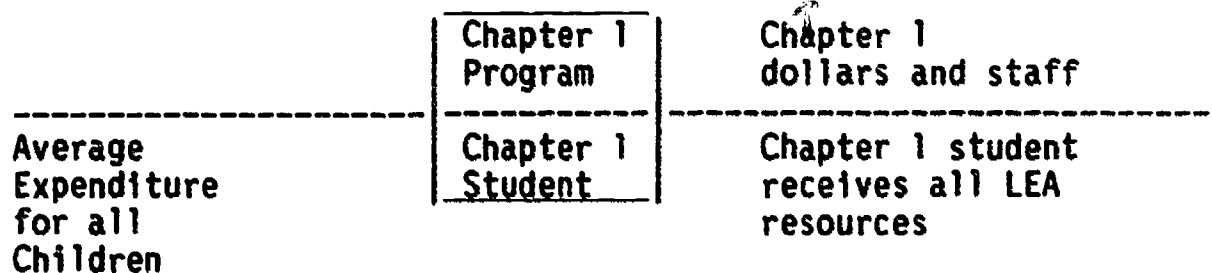 Chapter 1
Program
Chapter 1
dollars and staff
Average
Expenditure
for all
Children
Chapter 1
Student
Chapter 1 student
receives all LEA
resources